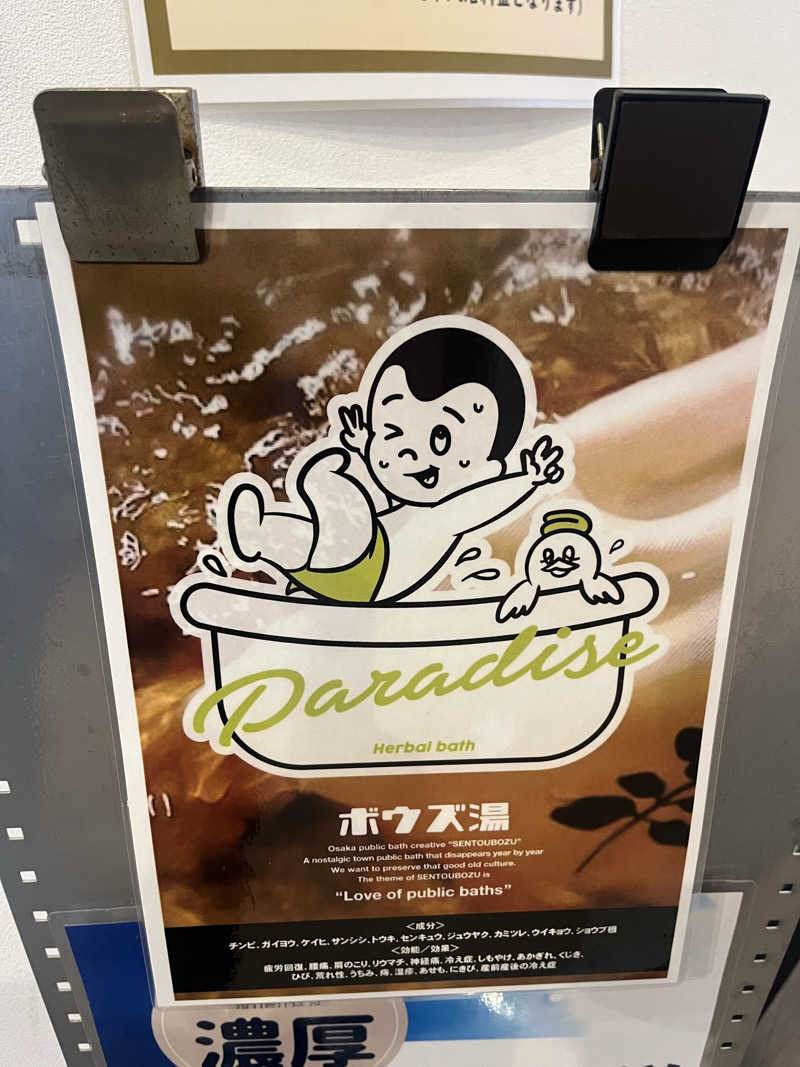 となります)
Paradise
Herbal bath
ボウズ湯
Osaka public bath creative "SENTOUBOZU"
A nostalgic town public bath that disappears year by year
We want to preserve that good old culture.
The theme of SENTOUBOZU is
"Love of public baths"
<成分>
チンピ、ガイヨウ、ケイヒ、サンシシ、トウキ、センキュウ、ジュウヤク、カミツレ、ウイキョウ、ショウブ根
<効能/効果>
疲労回復、腰痛、肩のこり、リウマチ、神経痛、冷え症、しもやけ、あかぎれ、くじき、
ひび、荒れ性、うちみ、痔、湿疹、あせも、にきび、産前産後の冷え症
濃厚